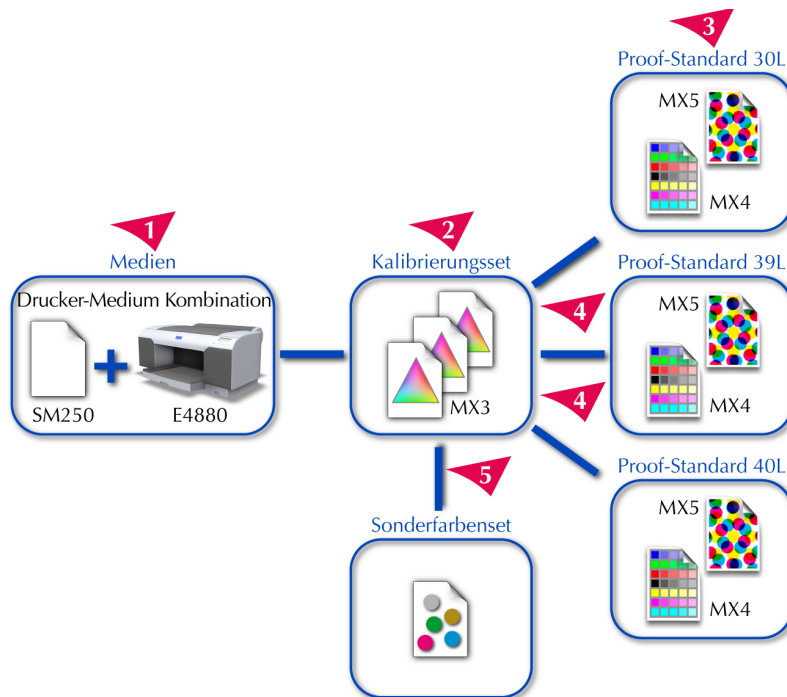 3
Proof-Standard 30L
MX5
MX4
1
Medien
Drucker-Medium Kombination
SM250
E4880
2
Kalibrierungsset
MX3
4
4
Proof-Standard 39L
MX5
MX4
5
Sonderfarbenset
Proof-Standard 40L
MX5
MX4